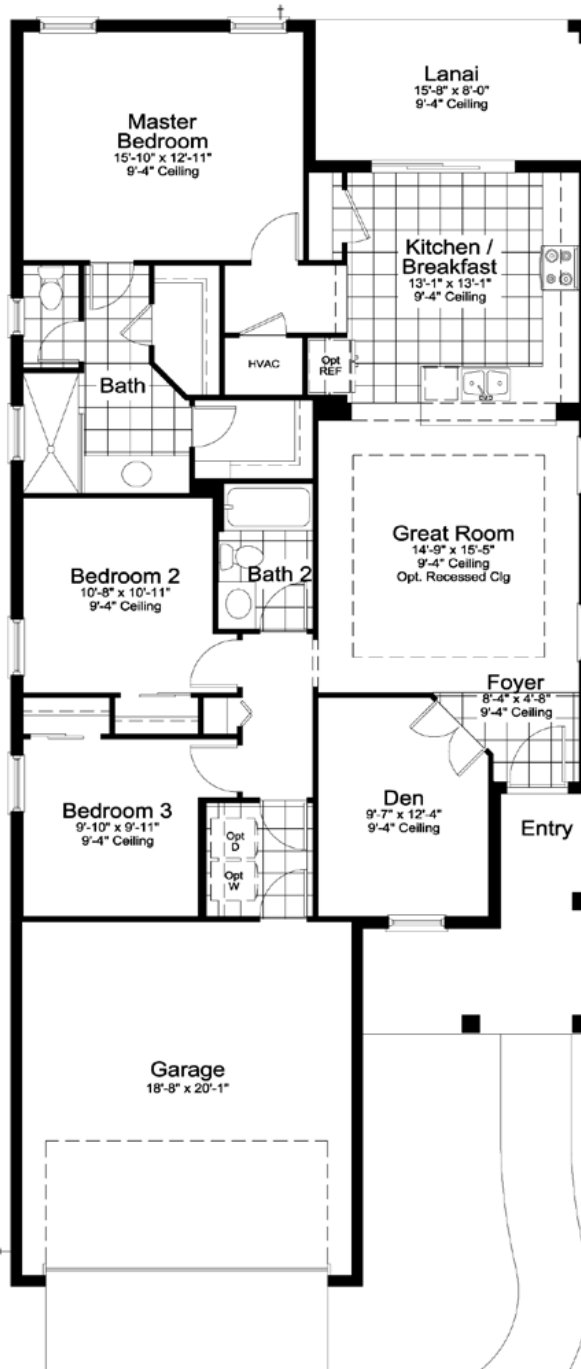 Lanai
15'-8" x 8'-0"
9'-4" Ceiling
Master
Bedroom
15'-10" x 12'-11"
9'-4" Ceiling
Kitchen /
Breakfast
13'-1" x 13'-1"
9'-4" Ceiling
HVAC
Opt
REF
Bath
Great Room
14'-9" x 15'-5"
9'-4" Ceiling
Opt. Recessed Clg
Bedroom 2
10'-8" x 10'-11"
9'-4" Ceiling
Bath 2
Foyer
8'-4" x 4'-8"
9'-4" Ceiling
Den
9'-7" x 12'-4"
9'-4" Ceiling
Bedroom 3
9'-10" x 9'-11"
9'-4" Ceiling
Opt
D
Opt
W
Entry
Garage
18'-8" x 20'-1"